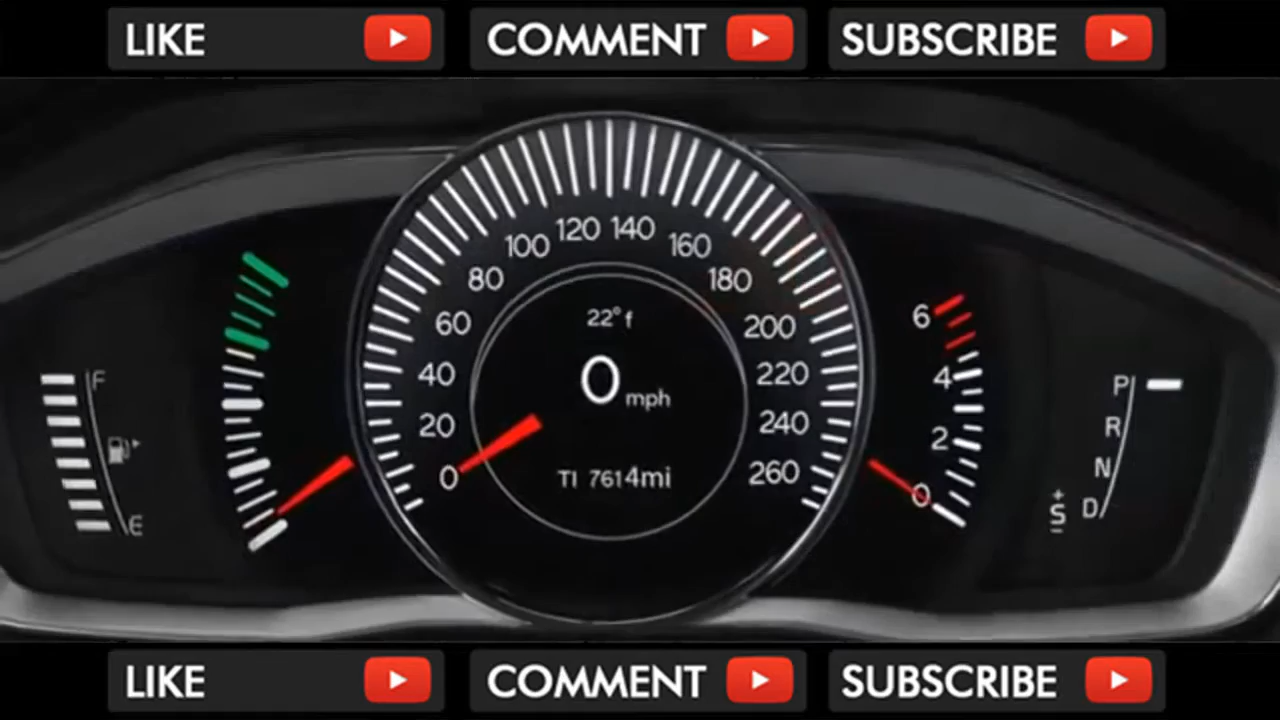 LIKE COMMENT SUBSCRIBE
120 140
100 160
80 180
22° f
60 200
6
F 40 0 mph 220 4 P
20 240 2 R
0 TI 7614mi 260 N
0
E + S - D
LIKE COMMENT SUBSCRIBE